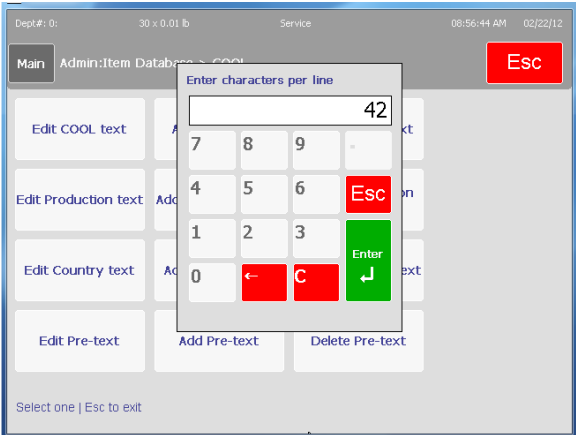 Dept#: 0: 30 x 0.01 lb Service 08:56:44 AM 02/22/12
Main Admin:Item Database > COOL Esc
Enter characters per line
42
Edit COOL text
7 8 9 .
Edit Production text
4 5 6 Esc
1 2 3
Edit Country text
0 ← C Enter
Edit Pre-text Add Pre-text Delete Pre-text
Select one | Esc to exit